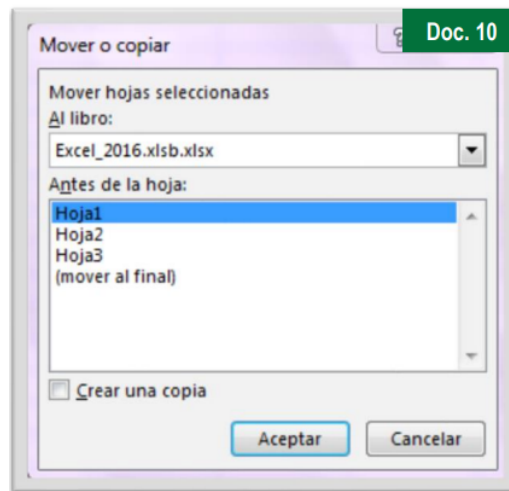 Doc. 10
Mover o copiar
Mover hojas seleccionadas
Al libro:
Excel_2016.xlsb.xlsx
Antes de la hoja:
Hoja1
Hoja2
Hoja3
(mover al final)
Crear una copia
Aceptar
Cancelar